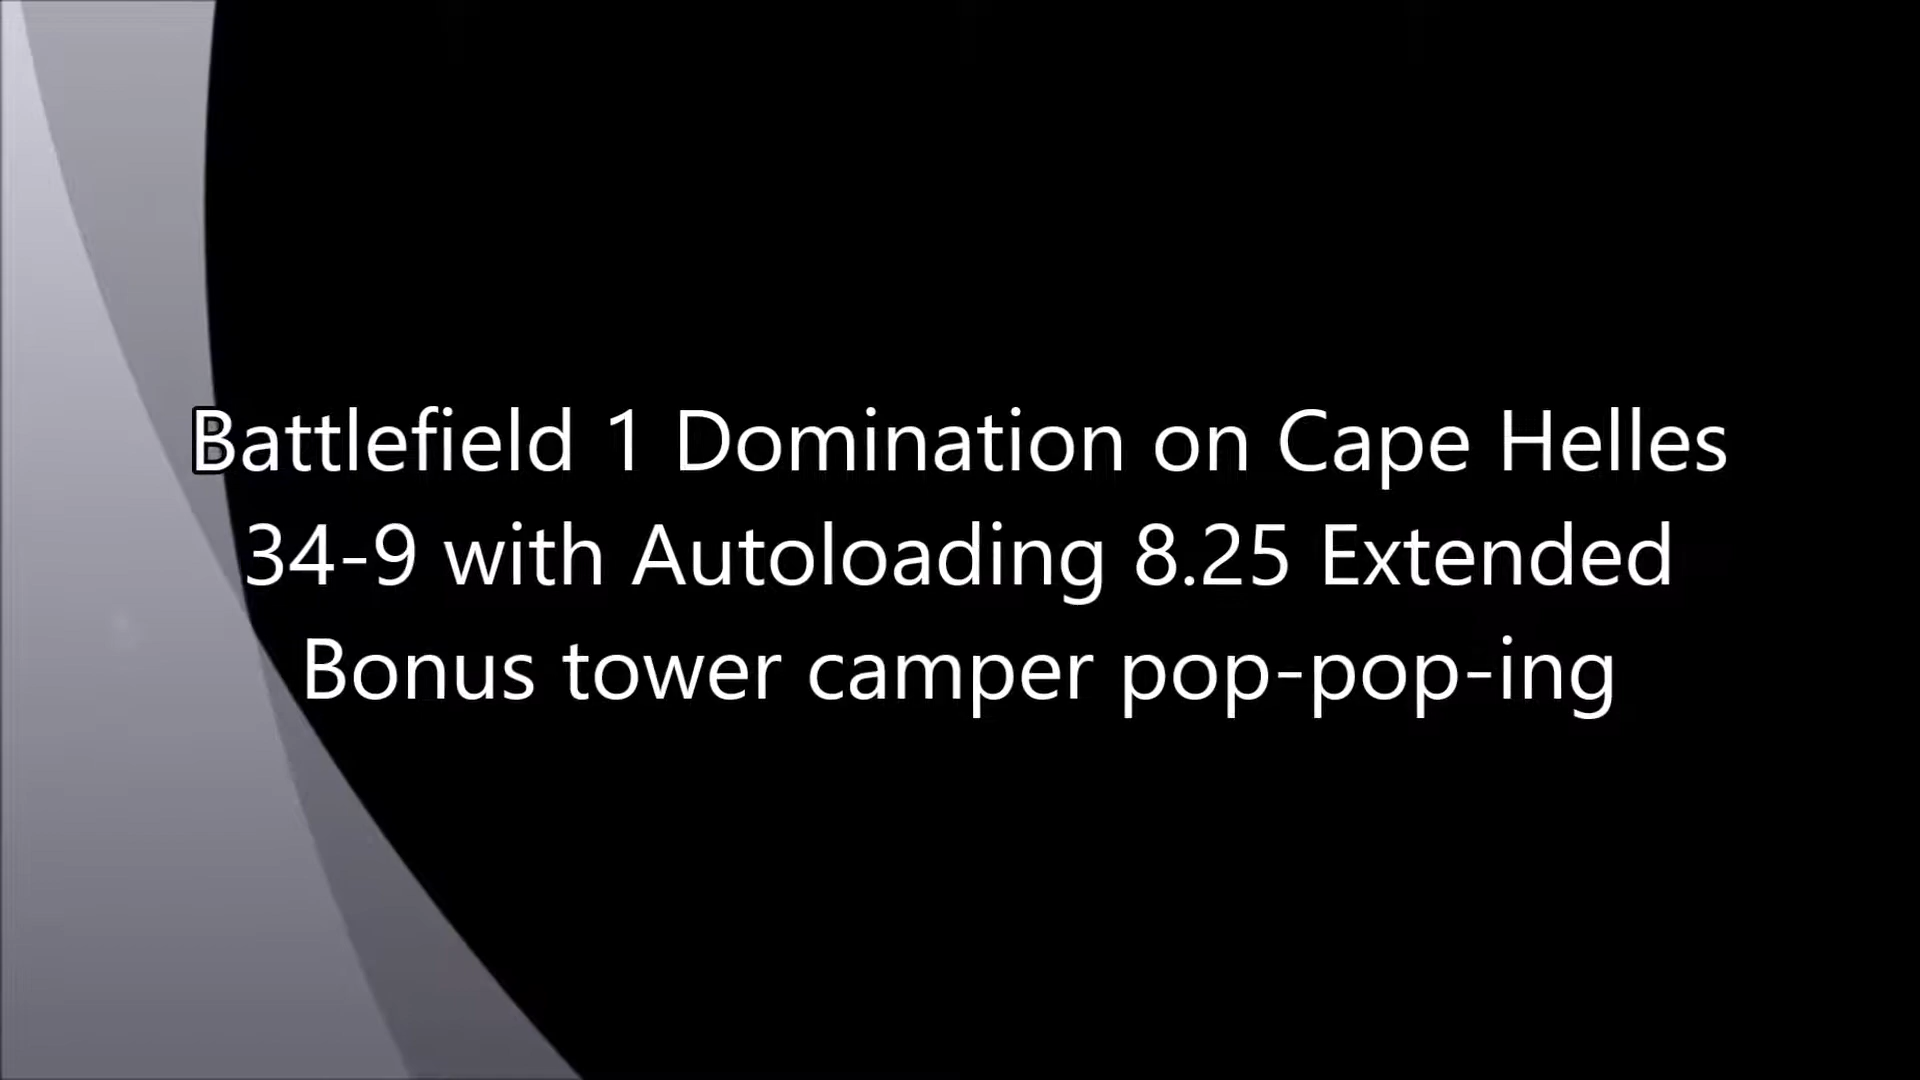 Battlefield 1 Domination on Cape Helles
34-9 with Autoloading 8.25 Extended
Bonus tower camper pop-pop-ing